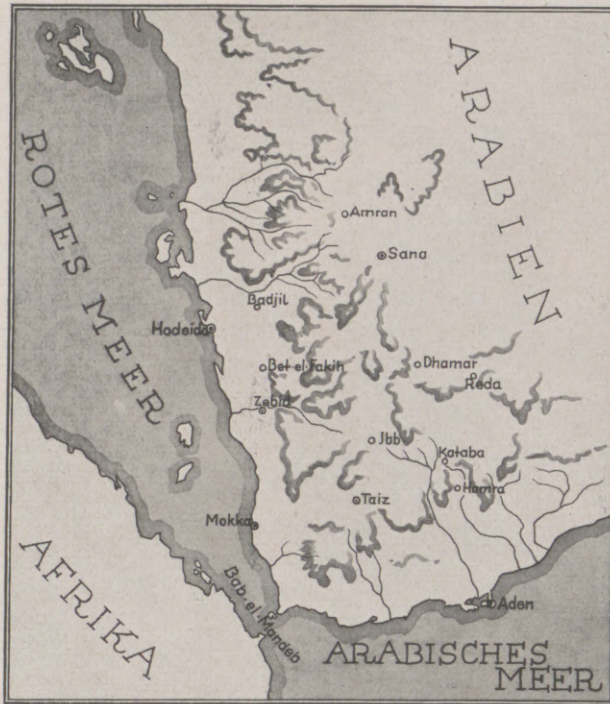 ARABIEN
ROTES MEER
Amran
Sana
Badjil
Hodeida
Bet el Fakih
Dhamar
Reda
Zebid
Jbb
Kataba
Hamra
Taiz
Mokka
AFRIKA
Bab. el. Mandeb
Aden
ARABISCHES
MEER